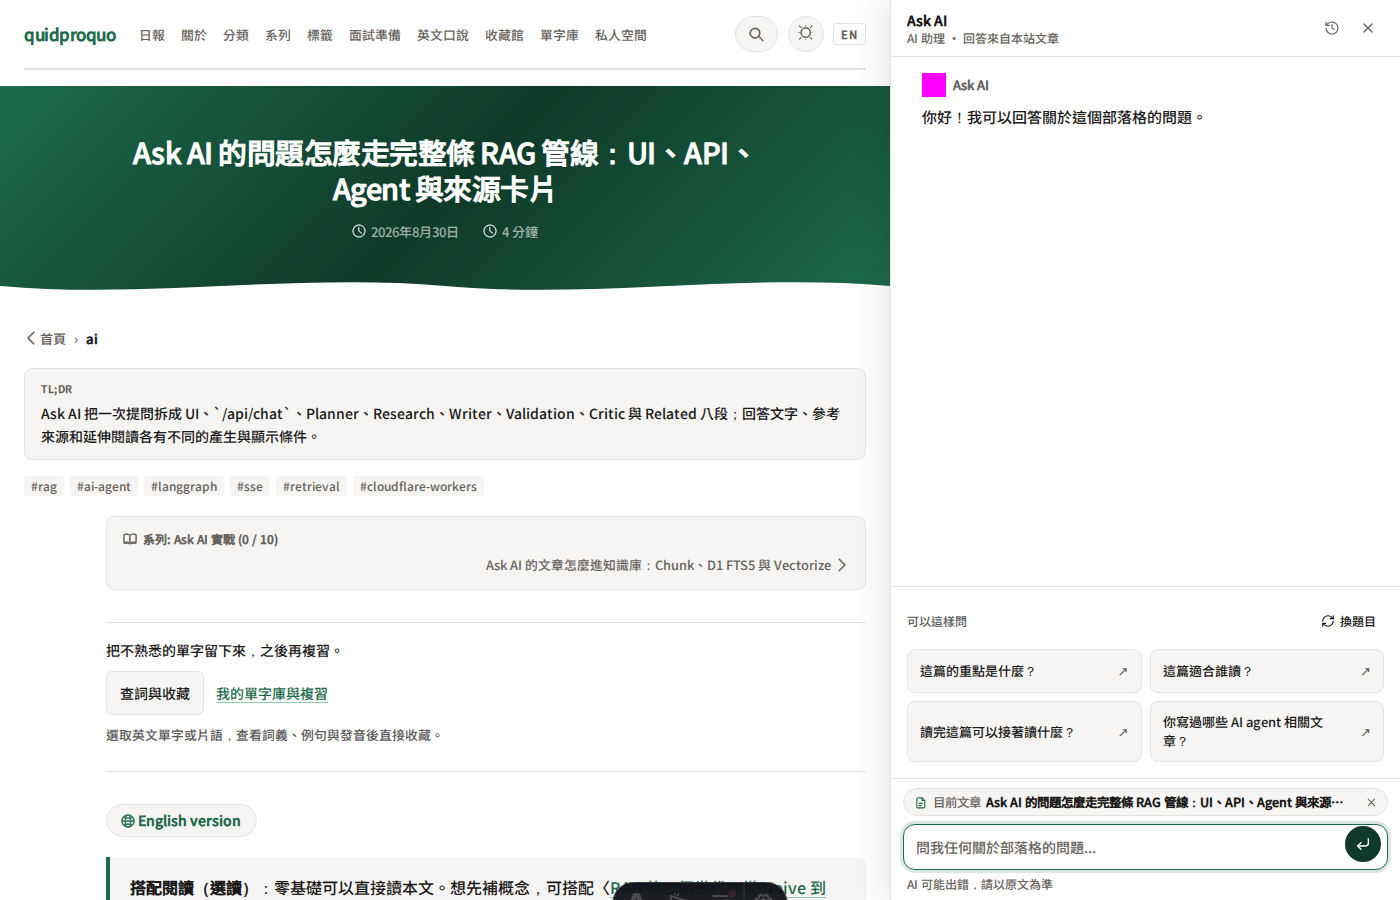 quidproquo 日報 關於 分類 系列 標籤 面試準備 英文口說 收藏館 單字庫 私人空間 EN
Ask AI 的問題怎麼走完整條 RAG 管線：UI、API、
Agent 與來源卡片
2026年8月30日 4 分鐘
首頁 › ai
TL;DR
Ask AI 把一次提問拆成 UI、`/api/chat`、Planner、Research、Writer、Validation、Critic 與 Related 八段；回答文字、參考
來源和延伸閱讀各有不同的產生與顯示條件。
#rag #ai-agent #langgraph #sse #retrieval #cloudflare-workers
系列: Ask AI 實戰 (0 / 10)
Ask AI 的文章怎麼進知識庫：Chunk、D1 FTS5 與 Vectorize
把不熟悉的單字留下來，之後再複習。
查詞與收藏 我的單字庫與複習
選取英文單字或片語，查看詞義、例句與發音後直接收藏。
English version
搭配閱讀（選讀）：零基礎可以直接讀本文。想先補概念，可搭配〈
Ask AI
AI 助理 · 回答來自本站文章
Ask AI
你好！我可以回答關於這個部落格的問題。
可以這樣問 換題目
這篇的重點是什麼？ ↗ 這篇適合誰讀？ ↗
讀完這篇可以接著讀什麼？ ↗ 你寫過哪些 AI agent 相關文
章？ ↗
目前文章 Ask AI 的問題怎麼走完整條 RAG 管線：UI、API、Agent 與來源…
問我任何關於部落格的問題...
AI 可能出錯，請以原文為準